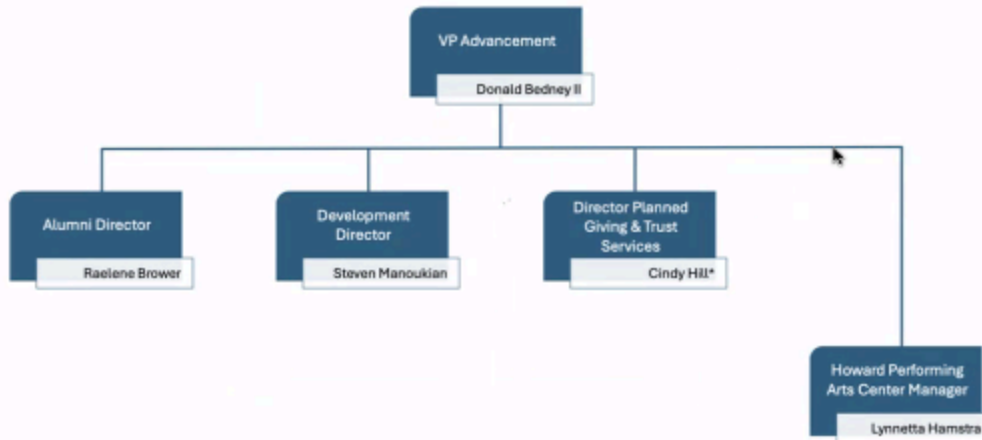 VP Advancement
Donald Bedney II
Alumni Director
Raelene Brower
Development
Director
Steven Manoukian
Director Planned
Giving & Trust
Services
Cindy Hill*
Howard Performing
Arts Center Manager
Lynnetta Hamstra